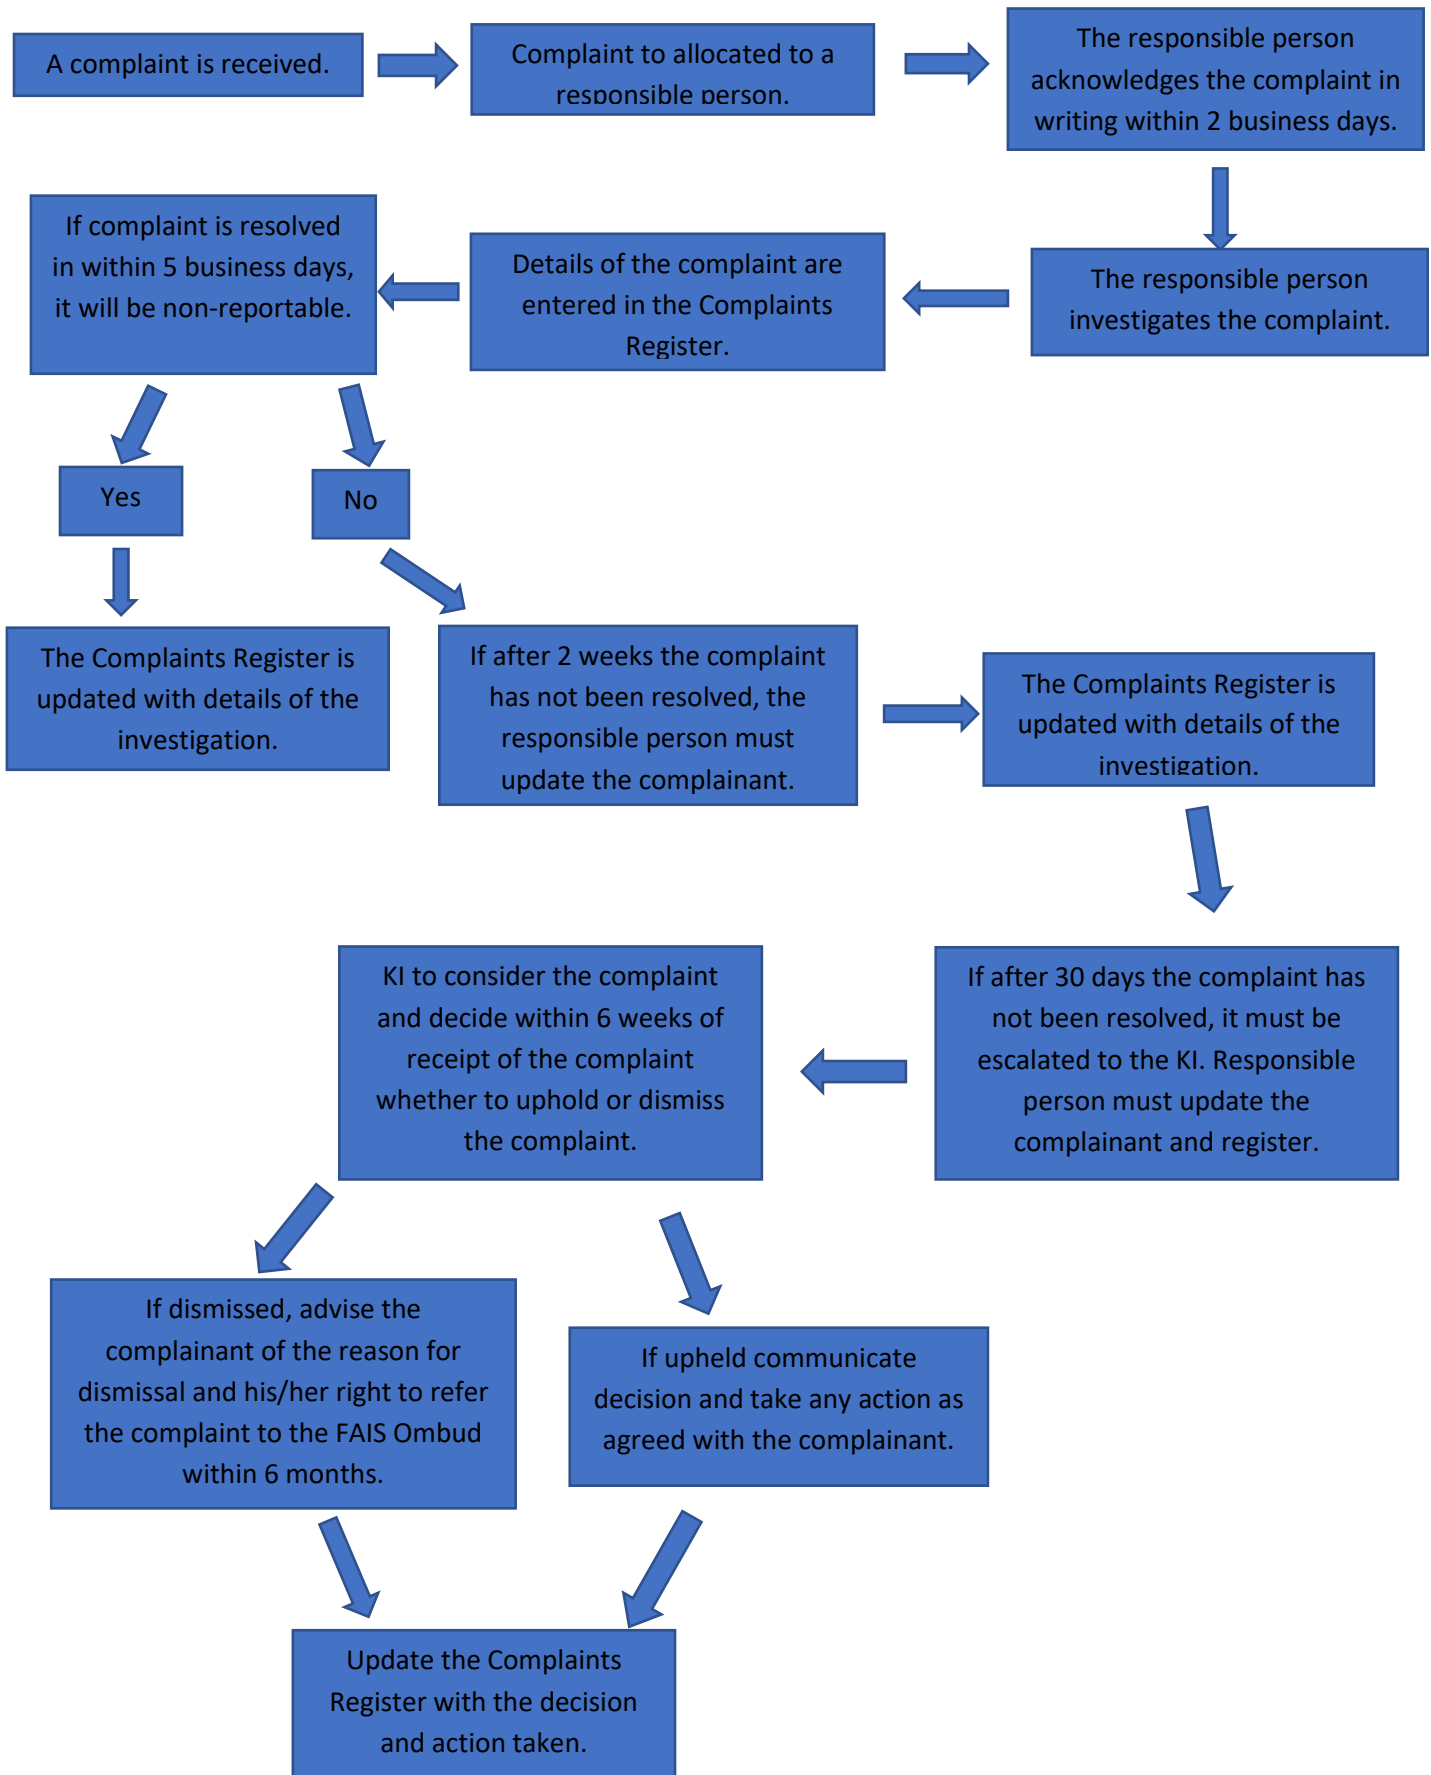 A complaint is received.
Complaint to allocated to a
responsible person.
The responsible person
acknowledges the complaint in
writing within 2 business days.
The responsible person
investigates the complaint.
Details of the complaint are
entered in the Complaints
Register.
If complaint is resolved
in within 5 business days,
it will be non-reportable.
Yes
No
The Complaints Register is
updated with details of the
investigation.
If after 2 weeks the complaint
has not been resolved, the
responsible person must
update the complainant.
The Complaints Register is
updated with details of the
investigation.
If after 30 days the complaint has
not been resolved, it must be
escalated to the KI. Responsible
person must update the
complainant and register.
KI to consider the complaint
and decide within 6 weeks of
receipt of the complaint
whether to uphold or dismiss
the complaint.
If dismissed, advise the
complainant of the reason for
dismissal and his/her right to refer
the complaint to the FAIS Ombud
within 6 months.
If upheld communicate
decision and take any action as
agreed with the complainant.
Update the Complaints
Register with the decision
and action taken.